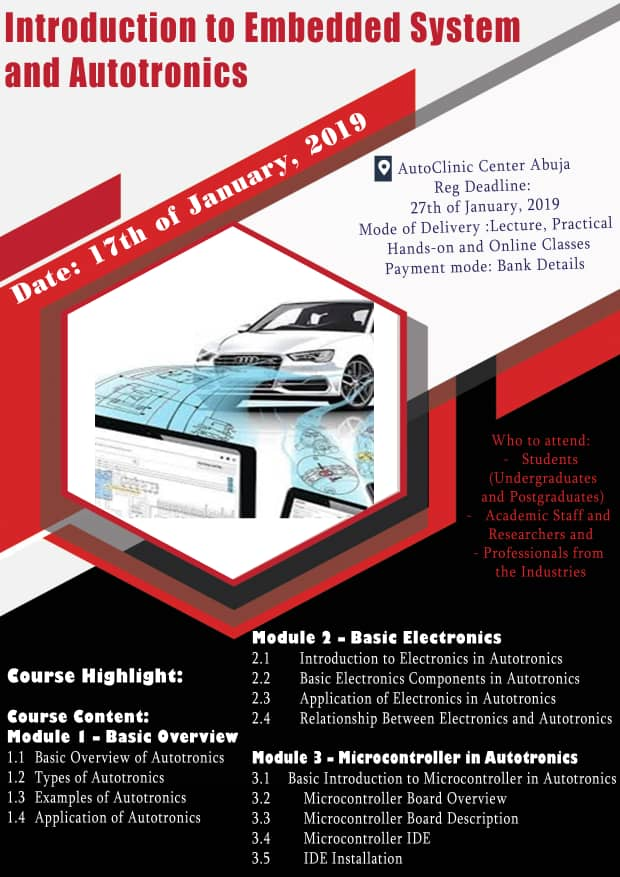 Introduction to Embedded System
and Autotronics
Date: 17th of January, 2019
AutoClinic Center Abuja
Reg Deadline:
27th of January, 2019
Mode of Delivery :Lecture, Practical
Hands-on and Online Classes
Payment mode: Bank Details
Who to attend:
- Students
(Undergraduates
and Postgraduates)
- Academic Staff and
Researchers and
- Professionals from
the Industries
Course Highlight:
Course Content:
Module 1 - Basic Overview
1.1 Basic Overview of Autotronics
1.2 Types of Autotronics
1.3 Examples of Autotronics
1.4 Application of Autotronics
Module 2 - Basic Electronics
2.1 Introduction to Electronics in Autotronics
2.2 Basic Electronics Components in Autotronics
2.3 Application of Electronics in Autotronics
2.4 Relationship Between Electronics and Autotronics
Module 3 - Microcontroller in Autotronics
3.1 Basic Introduction to Microcontroller in Autotronics
3.2 Microcontroller Board Overview
3.3 Microcontroller Board Description
3.4 Microcontroller IDE
3.5 IDE Installation